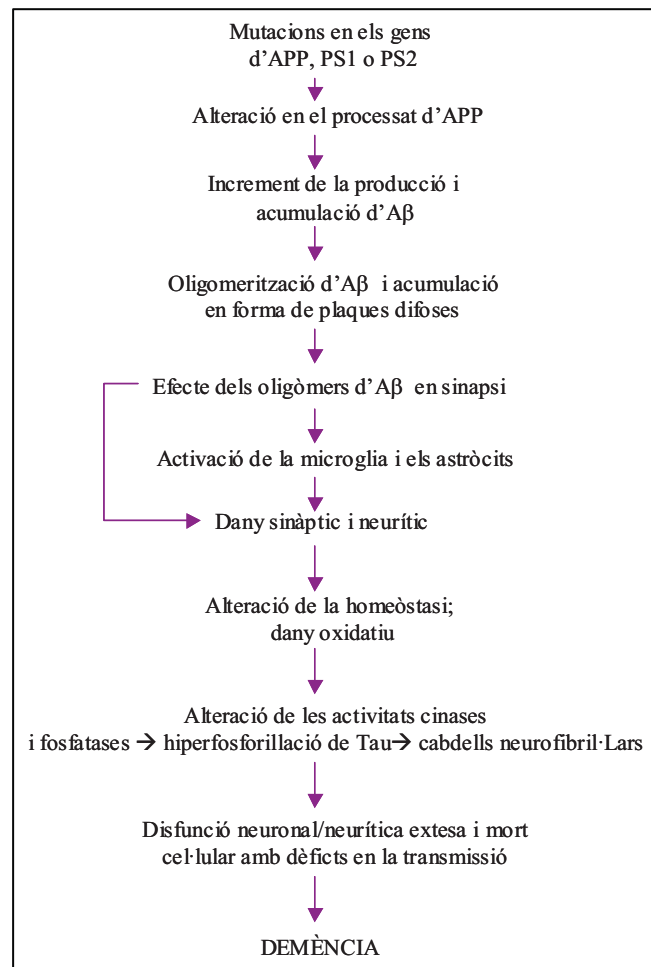 Mutacions en els gens
d’APP, PS1 o PS2
Alteració en el processat d’APP
Increment de la producció i
acumulació d’Aβ
Oligomerització d’Aβ i acumulació
en forma de plaques difoses
Efecte dels oligòmers d’Aβ en sinapsi
Activació de la microglia i els astròcits
Dany sinàptic i neurític
Alteració de la homeòstasi;
dany oxidatiu
Alteració de les activitats cinases
i fosfatases → hiperfosforillació de Tau→ cabdells neurofibril·Lars
Disfunció neuronal/neurítica extesa i mort
cel·lular amb dèficits en la transmissió
DEMÈNCIA